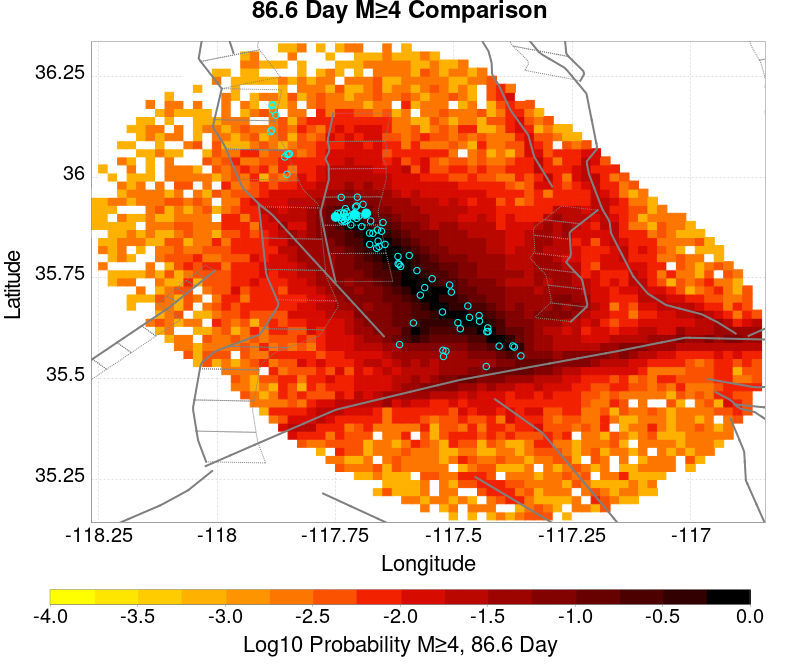 86.6 Day M≥4 Comparison
36.25
36
35.75
35.5
35.25
Latitude
-118.25 -118 -117.75 -117.5 -117.25 -117
Longitude
-4.0 -3.5 -3.0 -2.5 -2.0 -1.5 -1.0 -0.5 0.0
Log10 Probability M≥4, 86.6 Day